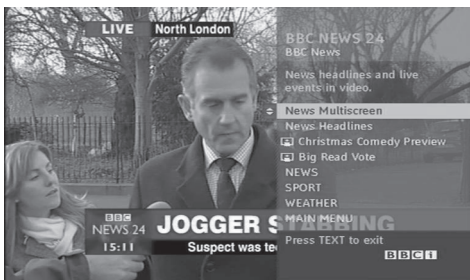 LIVE North London
BBC NEWS 24
BBC News
News headlines and live
events in video.
News Multiscreen
News Headlines
Christmas Comedy Preview
Big Read Vote
NEWS
SPORT
WEATHER
MAIN MENU
Press TEXT to exit
BBCi
BBC
NEWS 24
15:11
JOGGER STABBING
Suspect was